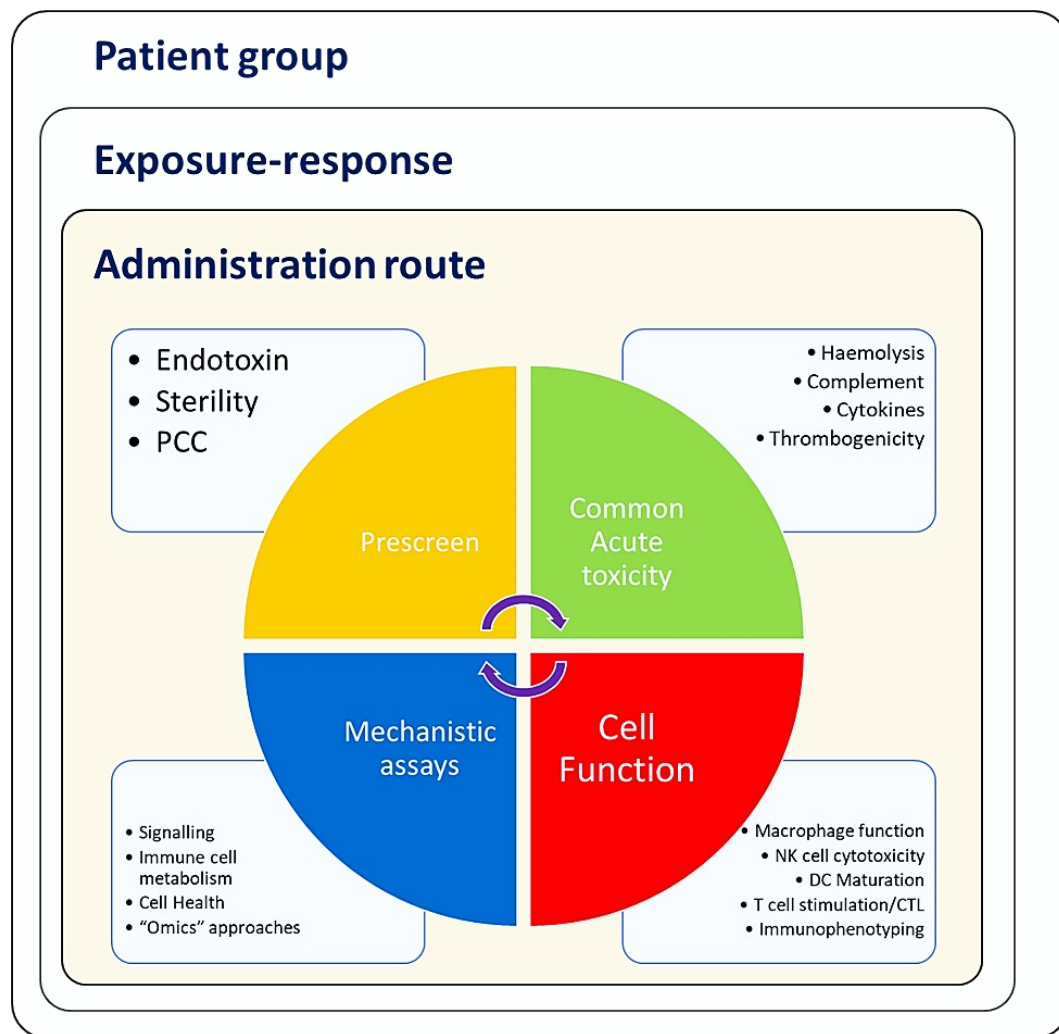 Patient group
Exposure-response
Administration route
• Endotoxin
• Sterility
• PCC
• Haemolysis
• Complement
• Cytokines
• Thrombogenicity
Prescreen
Common
Acute
toxicity
Mechanistic
assays
Cell
Function
• Signalling
• Immune cell
metabolism
• Cell Health
• “Omics” approaches
• Macrophage function
• NK cell cytotoxicity
• DC Maturation
• T cell stimulation/CTL
• Immunophenotyping